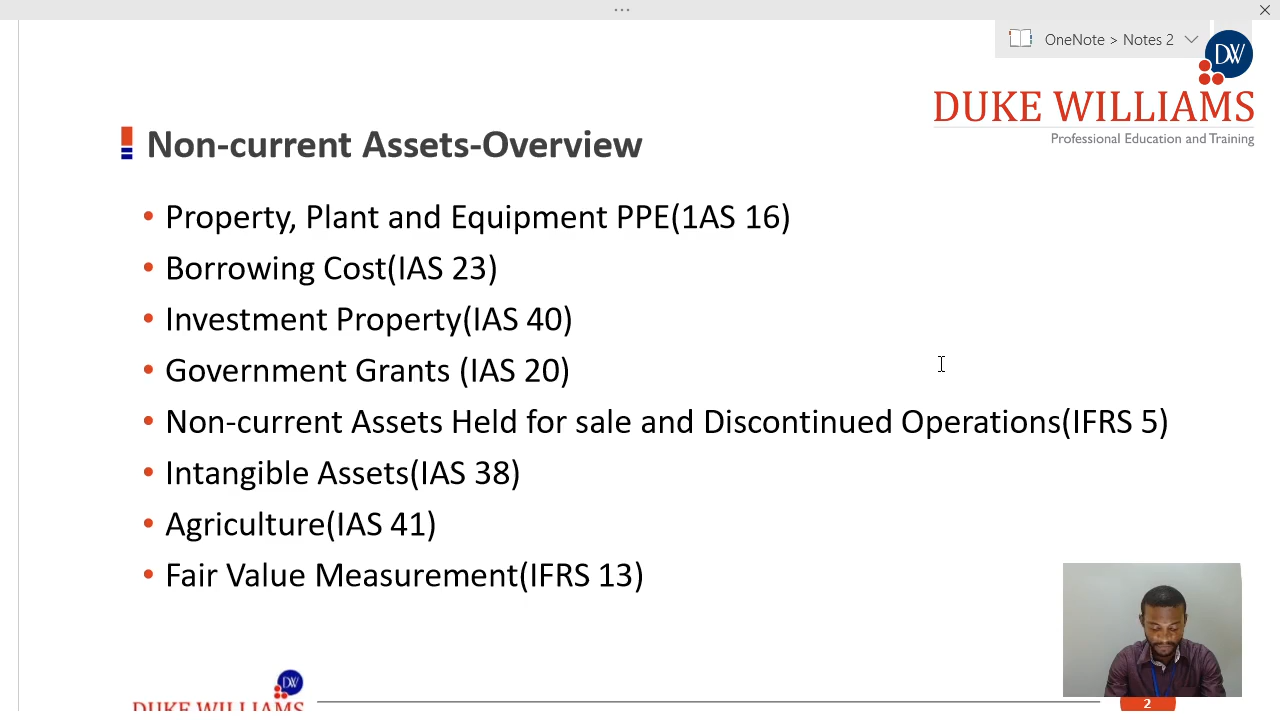 ...
OneNote > Notes 2
DW
DUKE WILLIAMS
Professional Education and Training
Non-current Assets-Overview
• Property, Plant and Equipment PPE(1AS 16)
• Borrowing Cost(IAS 23)
• Investment Property(IAS 40)
• Government Grants (IAS 20)
• Non-current Assets Held for sale and Discontinued Operations(IFRS 5)
• Intangible Assets(IAS 38)
• Agriculture(IAS 41)
• Fair Value Measurement(IFRS 13)
DW
DUKE WILLIAMS
2